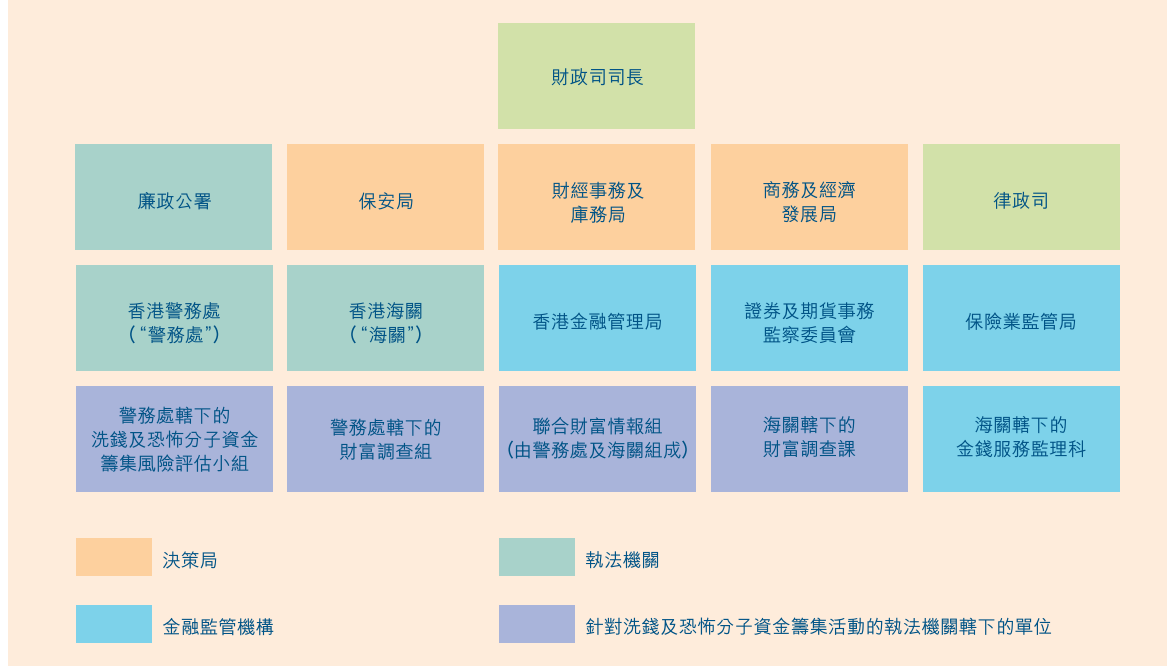 財政司司長
廉政公署
保安局
財經事務及
庫務局
商務及經濟
發展局
律政司
香港警務處
(“警務處”)
香港海關
(“海關”)
香港金融管理局
證券及期貨事務
監察委員會
保險業監管局
警務處轄下的
洗錢及恐怖分子資金
籌集風險評估小組
警務處轄下的
財富調查組
聯合財富情報組
(由警務處及海關組成)
海關轄下的
財富調查課
海關轄下的
金錢服務監理科
決策局
執法機關
金融監管機構
針對洗錢及恐怖分子資金籌集活動的執法機關轄下的單位